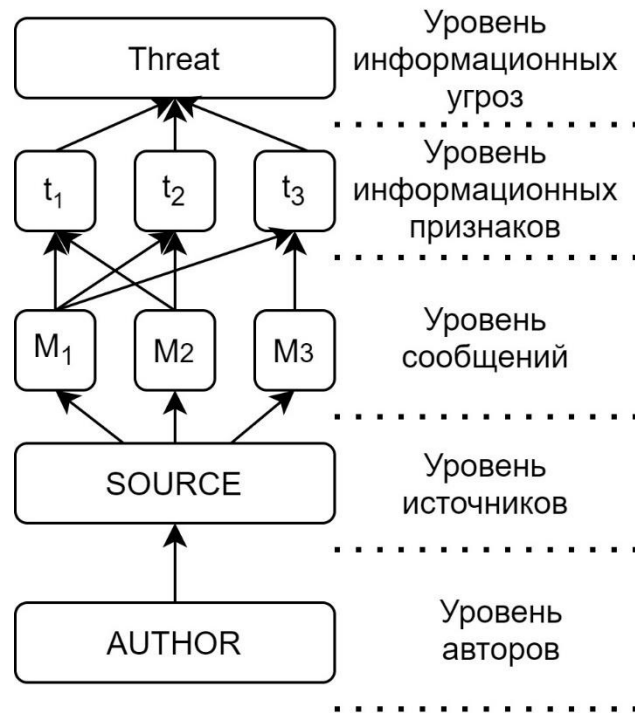 Threat
Уровень
информационных
угроз
t1
t2
t3
Уровень
информационных
признаков
M1
M2
M3
Уровень
сообщений
SOURCE
Уровень
источников
AUTHOR
Уровень
авторов